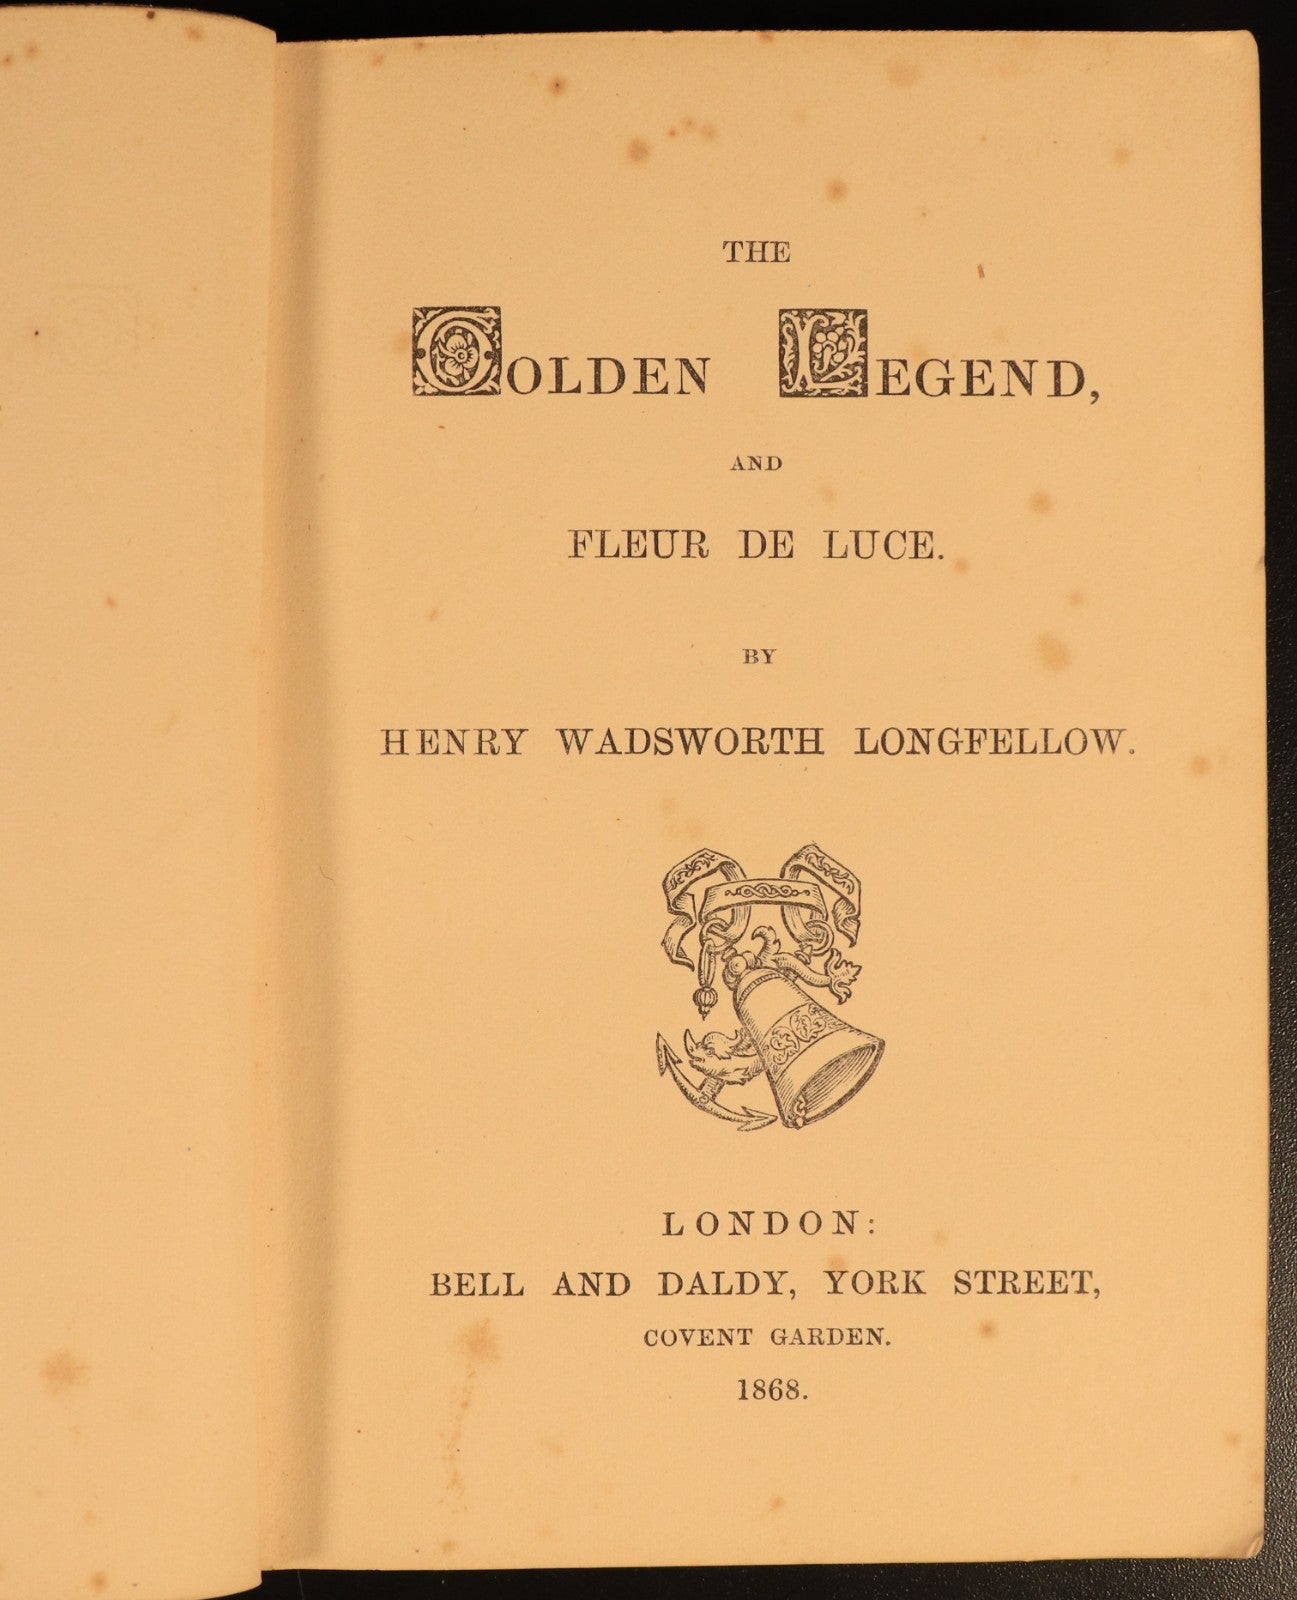 THE
GOLDEN LEGEND,
AND
FLEUR DE LUCE.
BY
HENRY WADSWORTH LONGFELLOW.
LONDON:
BELL AND DALDY, YORK STREET,
COVENT GARDEN.
1868.